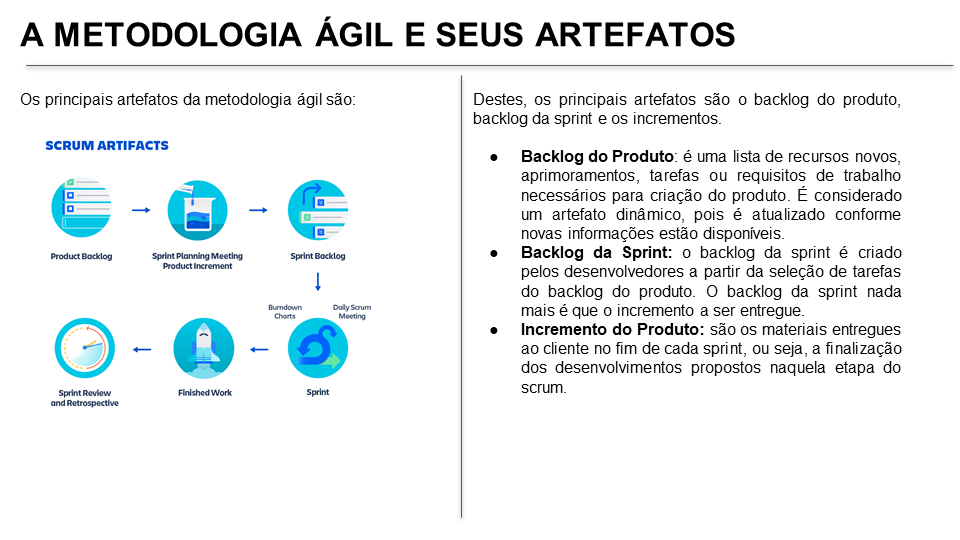 A METODOLOGIA ÁGIL E SEUS ARTEFATOS
Os principais artefatos da metodologia ágil são:
SCRUM ARTIFACTS
Product Backlog
Sprint Planning Meeting
Product Increment
Sprint Backlog
Burndown
Charts
Daily Scrum
Meeting
Sprint Review
and Retrospective
Finished Work
Sprint
Destes, os principais artefatos são o backlog do produto,
backlog da sprint e os incrementos.
● Backlog do Produto: é uma lista de recursos novos,
aprimoramentos, tarefas ou requisitos de trabalho
necessários para criação do produto. É considerado
um artefato dinâmico, pois é atualizado conforme
novas informações estão disponíveis.
● Backlog da Sprint: o backlog da sprint é criado
pelos desenvolvedores a partir da seleção de tarefas
do backlog do produto. O backlog da sprint nada
mais é que o incremento a ser entregue.
● Incremento do Produto: são os materiais entregues
ao cliente no fim de cada sprint, ou seja, a finalização
dos desenvolvimentos propostos naquela etapa do
scrum.